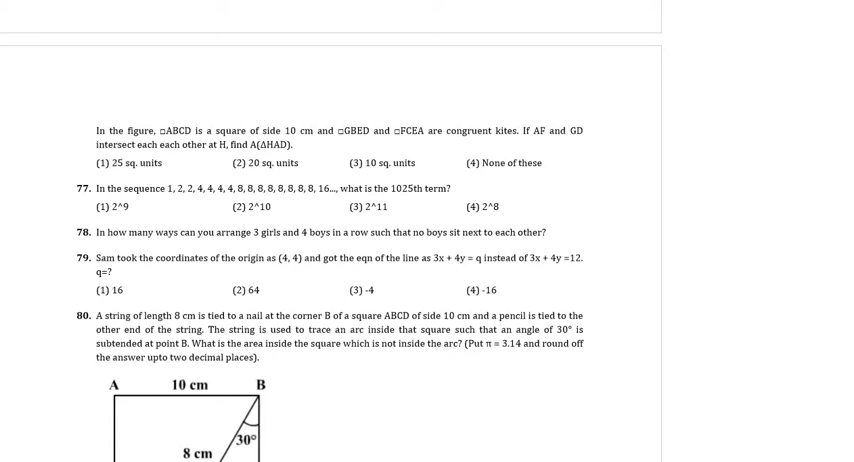 In the figure, □ABCD is a square of side 10 cm and □GBED and □FCEA are congruent kites. If AF and GD
intersect each each other at H, find A(ΔHAD).
(1) 25 sq. units (2) 20 sq. units (3) 10 sq. units (4) None of these
77. In the sequence 1, 2, 2, 4, 4, 4, 4, 8, 8, 8, 8, 8, 8, 8, 8, 16..., what is the 1025th term?
(1) 2^9 (2) 2^10 (3) 2^11 (4) 2^8
78. In how many ways can you arrange 3 girls and 4 boys in a row such that no boys sit next to each other?
79. Sam took the coordinates of the origin as (4, 4) and got the eqn of the line as 3x + 4y = q instead of 3x + 4y =12.
q=?
(1) 16 (2) 64 (3) -4 (4) -16
80. A string of length 8 cm is tied to a nail at the corner B of a square ABCD of side 10 cm and a pencil is tied to the
other end of the string. The string is used to trace an arc inside that square such that an angle of 30° is
subtended at point B. What is the area inside the square which is not inside the arc? (Put π = 3.14 and round off
the answer upto two decimal places).
A 10 cm B
30°
8 cm